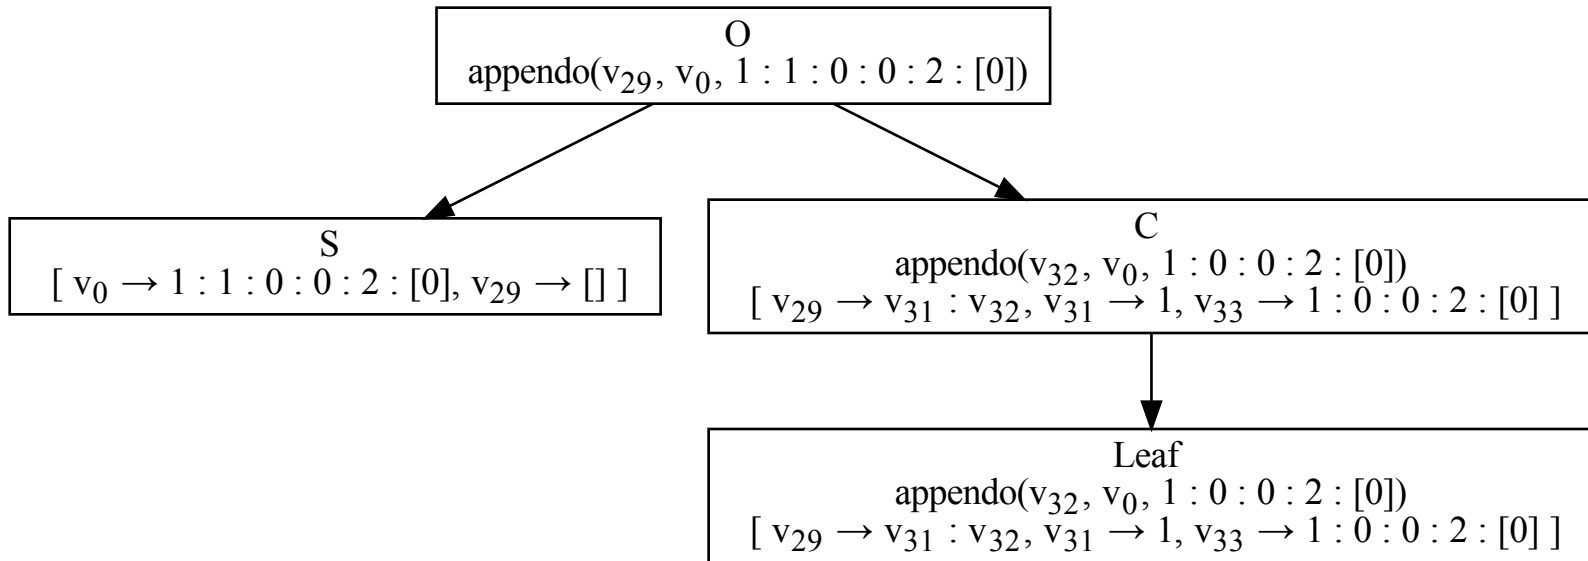 O
appendo(v₂₉, v₀, 1 : 1 : 0 : 0 : 2 : [0])
S
[ v₀ → 1 : 1 : 0 : 0 : 2 : [0], v₂₉ → [] ]
C
appendo(v₃₂, v₀, 1 : 0 : 0 : 2 : [0])
[ v₂₉ → v₃₁ : v₃₂, v₃₁ → 1, v₃₃ → 1 : 0 : 0 : 2 : [0] ]
Leaf
appendo(v₃₂, v₀, 1 : 0 : 0 : 2 : [0])
[ v₂₉ → v₃₁ : v₃₂, v₃₁ → 1, v₃₃ → 1 : 0 : 0 : 2 : [0] ]